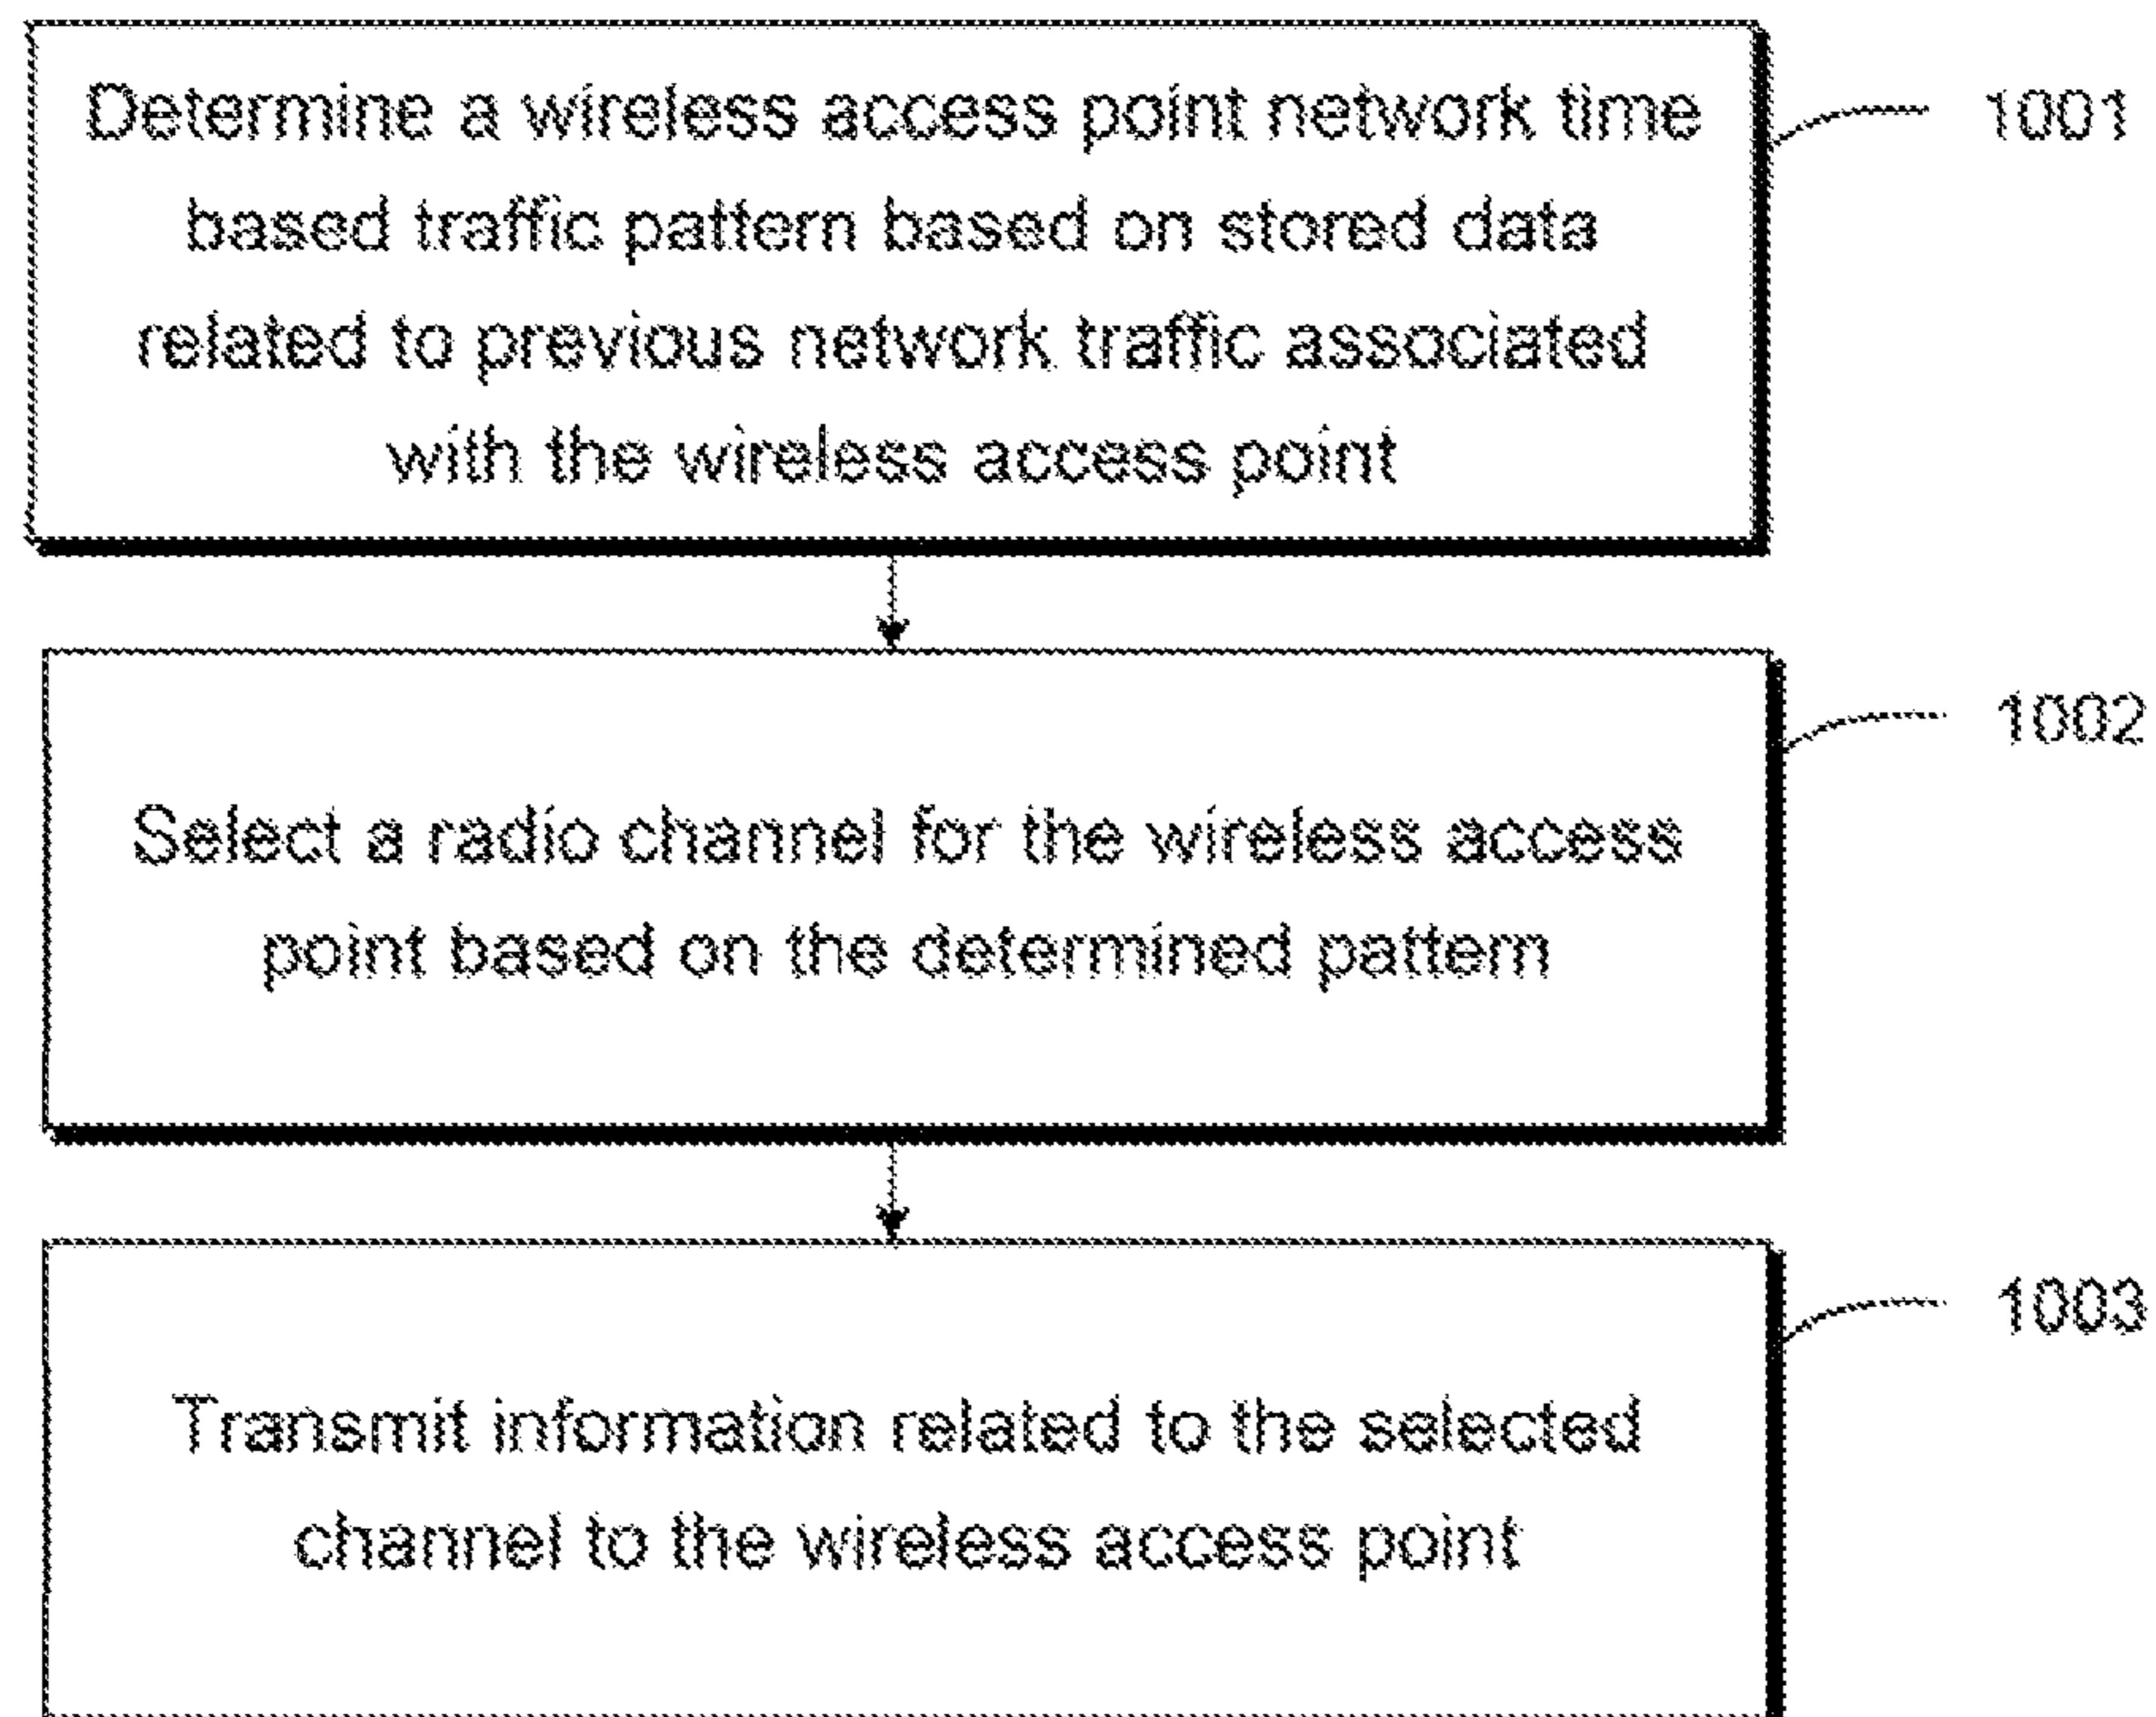 Determine a wireless access point network time
1001
based traffic pattern based on stored data
related to previous network traffic associated
with the wireless access point
1002
Select a radio channel for the wireless access
point based on the determined pattern
1003
Transmit information related to the selected
channel to the wireless access point